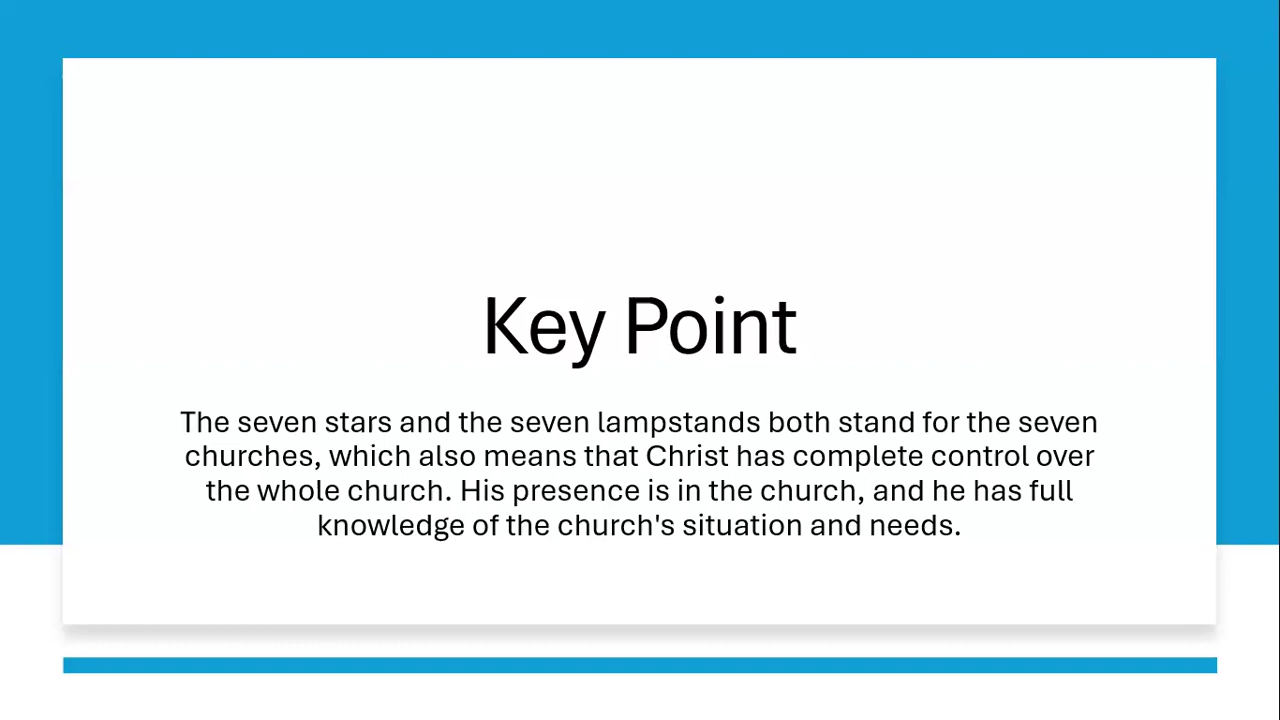 Key Point
The seven stars and the seven lampstands both stand for the seven
churches, which also means that Christ has complete control over
the whole church. His presence is in the church, and he has full
knowledge of the church's situation and needs.